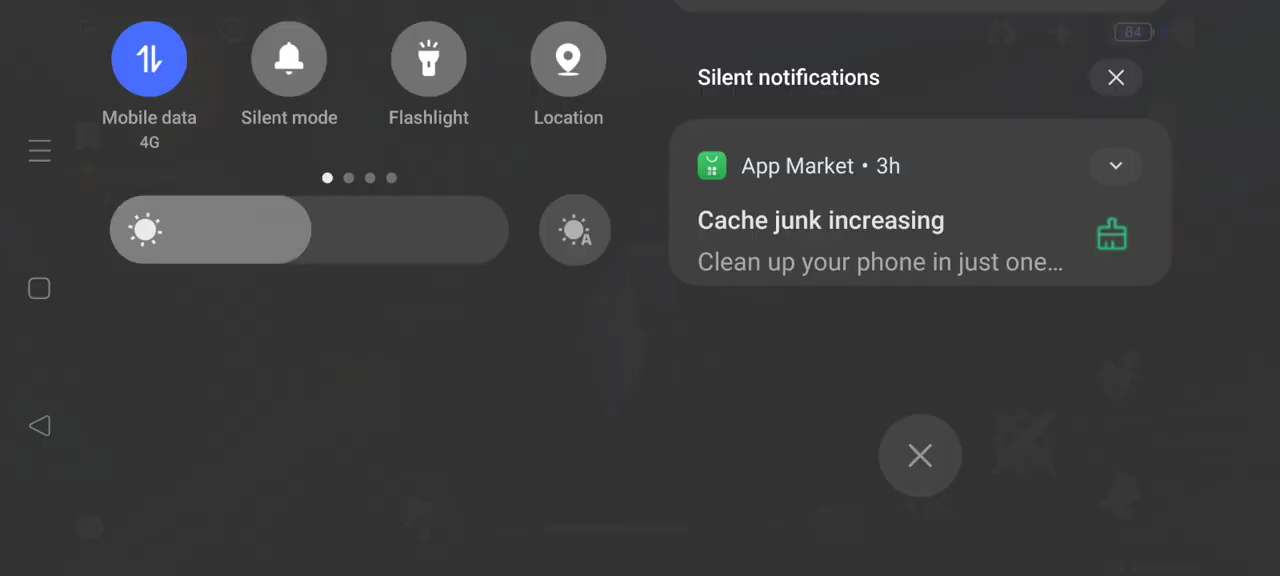 84
Mobile data
4G
Silent mode
Flashlight
Location
A
Silent notifications
App Market • 3h
Cache junk increasing
Clean up your phone in just one…